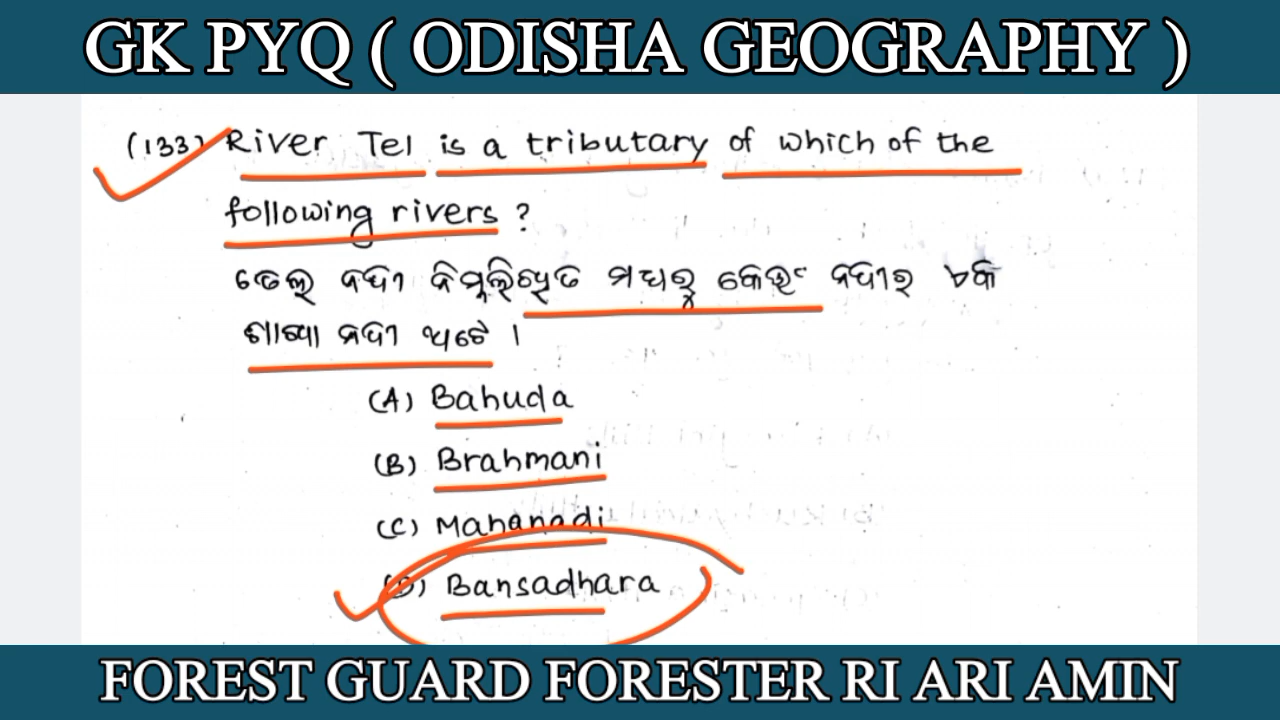 GK PYQ ( ODISHA GEOGRAPHY )
(133) River Tel is a tributary of which of the
following rivers ?
ତେଲ୍ ନଦୀ ନିମ୍ନଲିଖିତ ମଧ୍ୟରୁ କେଉଁ ନଦୀର ଏକ
ଶାଖା ନଦୀ ଅଟେ ।
(A) Bahuda
(B) Brahmani
(C) Mahanadi
(D) Bansadhara
FOREST GUARD FORESTER RI ARI AMIN